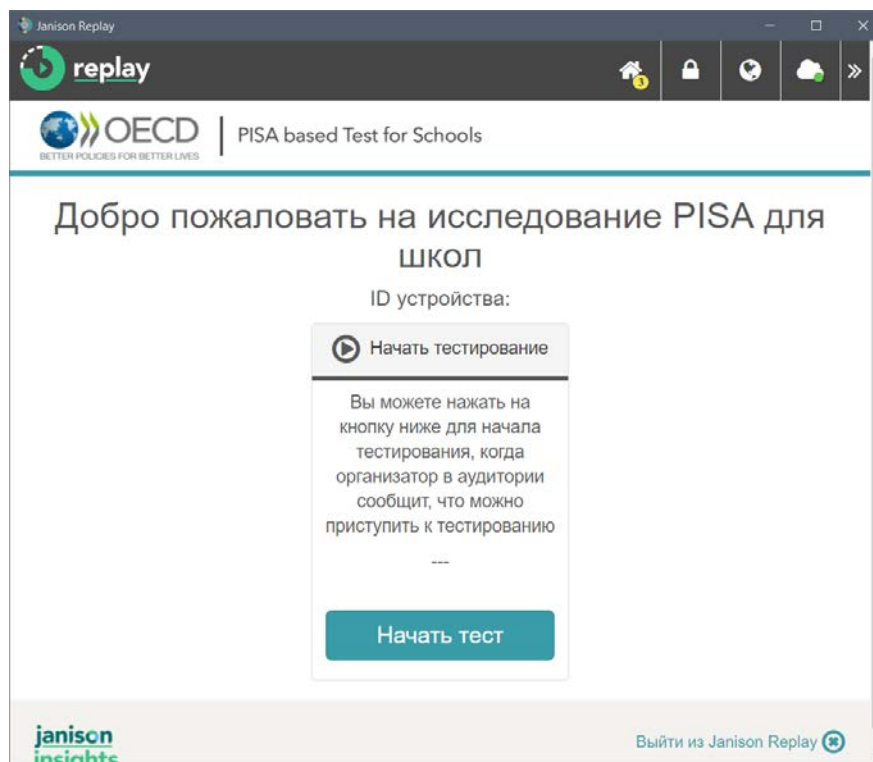 Janison Replay
replay
3
OECD
BETTER POLICIES FOR BETTER LIVES
PISA based Test for Schools
Добро пожаловать на исследование PISA для
школ
ID устройства:
Начать тестирование
Вы можете нажать на
кнопку ниже для начала
тестирования, когда
организатор в аудитории
сообщит, что можно
приступить к тестированию
---
Начать тест
janison
insights
Выйти из Janison Replay